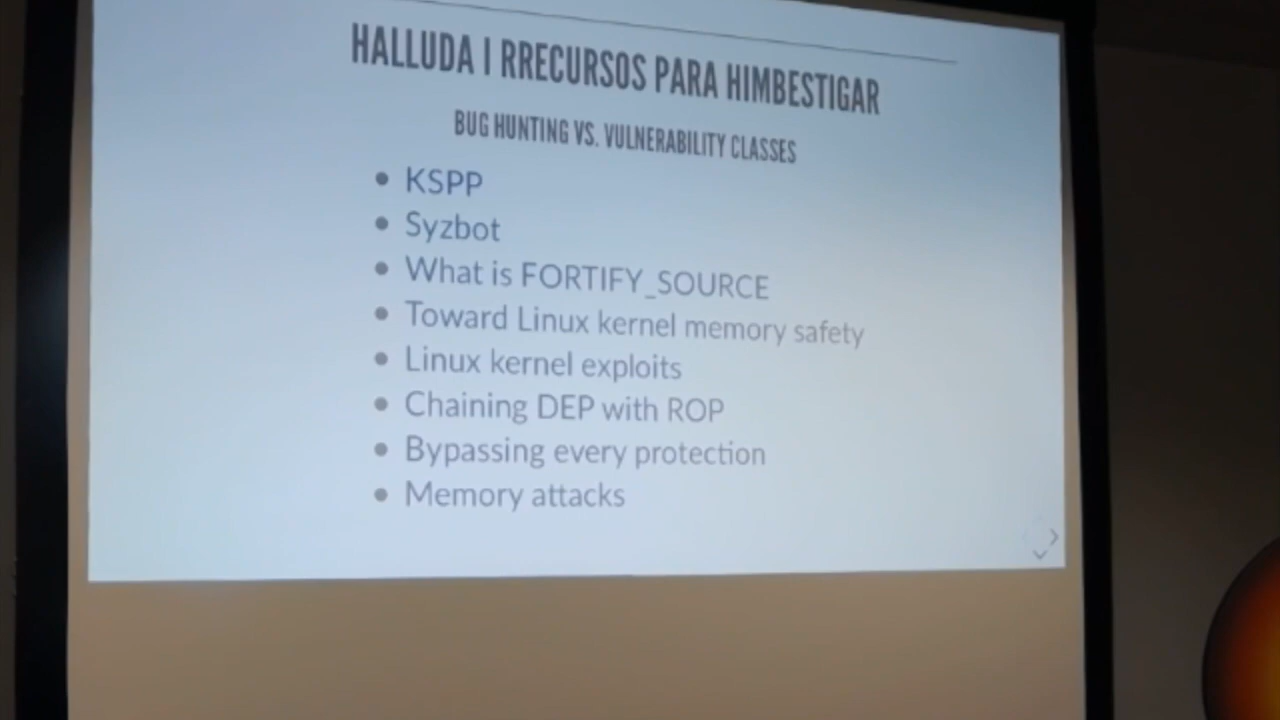 HALLUDA I RRECURSOS PARA HIMBESTIGAR
BUG HUNTING VS. VULNERABILITY CLASSES
• KSPP
• Syzbot
• What is FORTIFY_SOURCE
• Toward Linux kernel memory safety
• Linux kernel exploits
• Chaining DEP with ROP
• Bypassing every protection
• Memory attacks